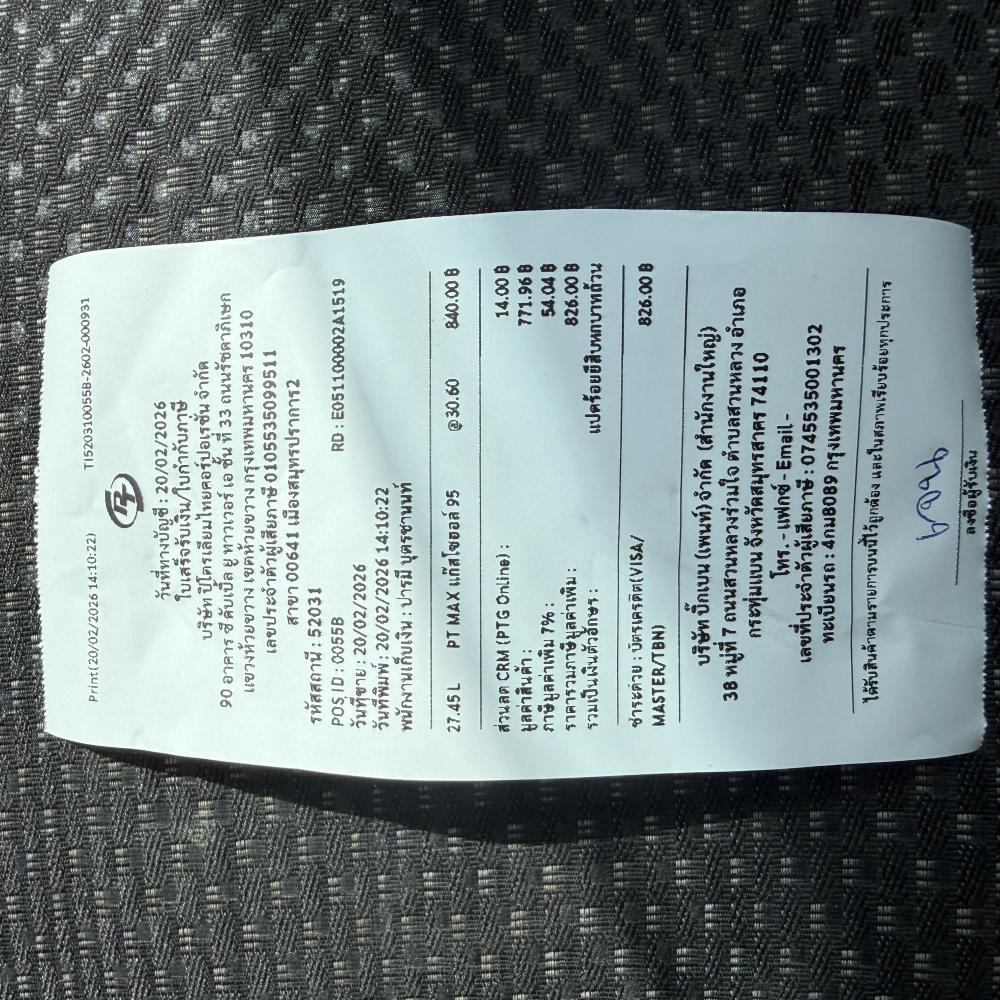 Print(20/02/2026 14:10:22) TI520310055B-2602-000931
PT
วันที่ทางบัญชี : 20/02/2026
ใบเสร็จรับเงิน/ใบกำกับภาษี
บริษัท ปิโตรเลียมไทยคอร์ปอเรชั่น จำกัด
90 อาคาร ซี ดับเบิ้ล ยู ทาวเวอร์ เอ ชั้น ที่ 33 ถนนรัชดาภิเษก
แขวงห้วยขวาง เขตห้วยขวาง กรุงเทพมหานคร 10310
เลขประจำตัวผู้เสียภาษี 0105535099511
สาขา 00641 เมืองสมุทรปราการ2
รหัสสถานี : 52031
POS ID : 0055B RD : E051100002A1519
วันที่ขาย : 20/02/2026
วันที่พิมพ์ : 20/02/2026 14:10:22
พนักงานเก็บเงิน : ปารมี บุตรชานนท์
27.45 L PT MAX แก๊สโซฮอล์ 95 @30.60 840.00 ฿
ส่วนลด CRM (PTG Online) : 14.00 ฿
มูลค่าสินค้า : 771.96 ฿
ภาษีมูลค่าเพิ่ม 7% : 54.04 ฿
ราคารวมภาษีมูลค่าเพิ่ม : 826.00 ฿
รวมเป็นเงินตัวอักษร : แปดร้อยยี่สิบหกบาทถ้วน
ชำระด้วย : บัตรเครดิต(VISA/ 826.00 ฿
MASTER/TBN)
บริษัท บิ๊กเบน (เพนท์) จำกัด (สำนักงานใหญ่)
38 หมู่ที่ 7 ถนนสวนหลวงร่วมใจ ตำบลสวนหลวง อำเภอ
กระทุ่มแบน จังหวัดสมุทรสาคร 74110
โทร. - แฟกซ์ - Email -
เลขที่ประจำตัวผู้เสียภาษี : 0745535001302
ทะเบียนรถ : 4กม8089 กรุงเทพมหานคร
ได้รับสินค้าตามรายการบนนี้ไว้ถูกต้อง และในสภาพเรียบร้อยทุกประการ
ลงชื่อผู้รับเงิน